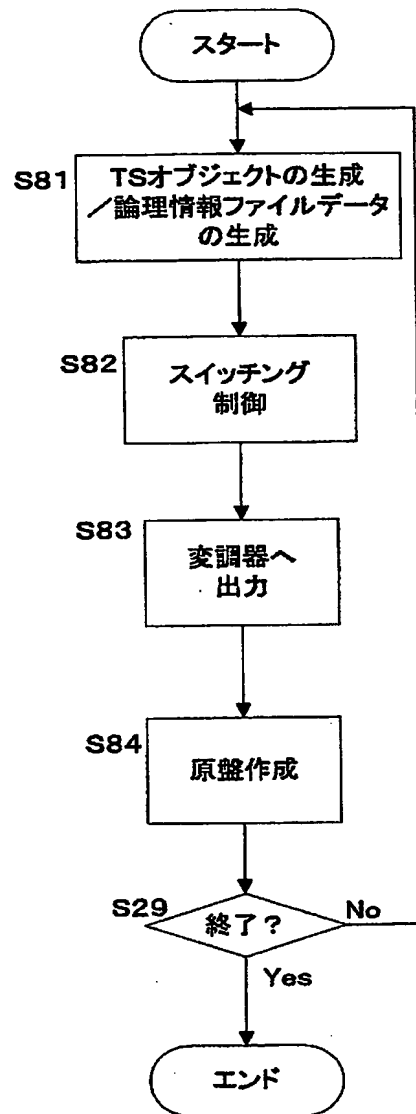 スタート
S81
TSオブジェクトの生成
／論理情報ファイルデータ
の生成
S82
スイッチング
制御
S83
変調器へ
出力
S84
原盤作成
S29
終了？
No
Yes
エンド